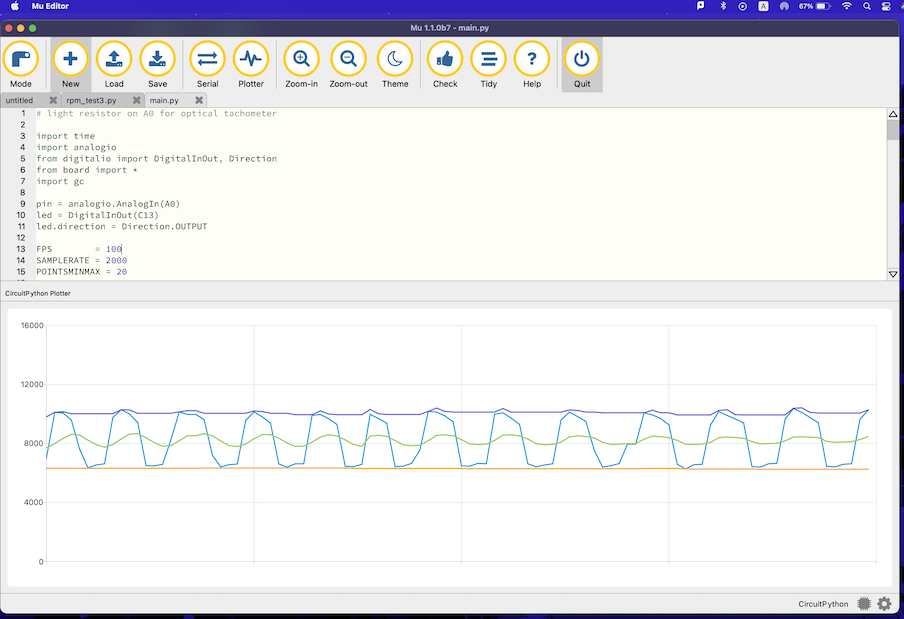 Mu Editor
A
67%
Mu 1.1.0b7 - main.py
Mode New Load Save Serial Plotter Zoom-in Zoom-out Theme Check Tidy Help Quit
untitled rpm_test3.py main.py
1 # light resistor on A0 for optical tachometer
2
3 import time
4 import analogio
5 from digitalio import DigitalInOut, Direction
6 from board import *
7 import gc
8
9 pin = analogio.AnalogIn(A0)
10 led = DigitalInOut(C13)
11 led.direction = Direction.OUTPUT
12
13 FPS = 100
14 SAMPLERATE = 2000
15 POINTSMINMAX = 20
CircuitPython Plotter
16000
12000
8000
4000
0
CircuitPython